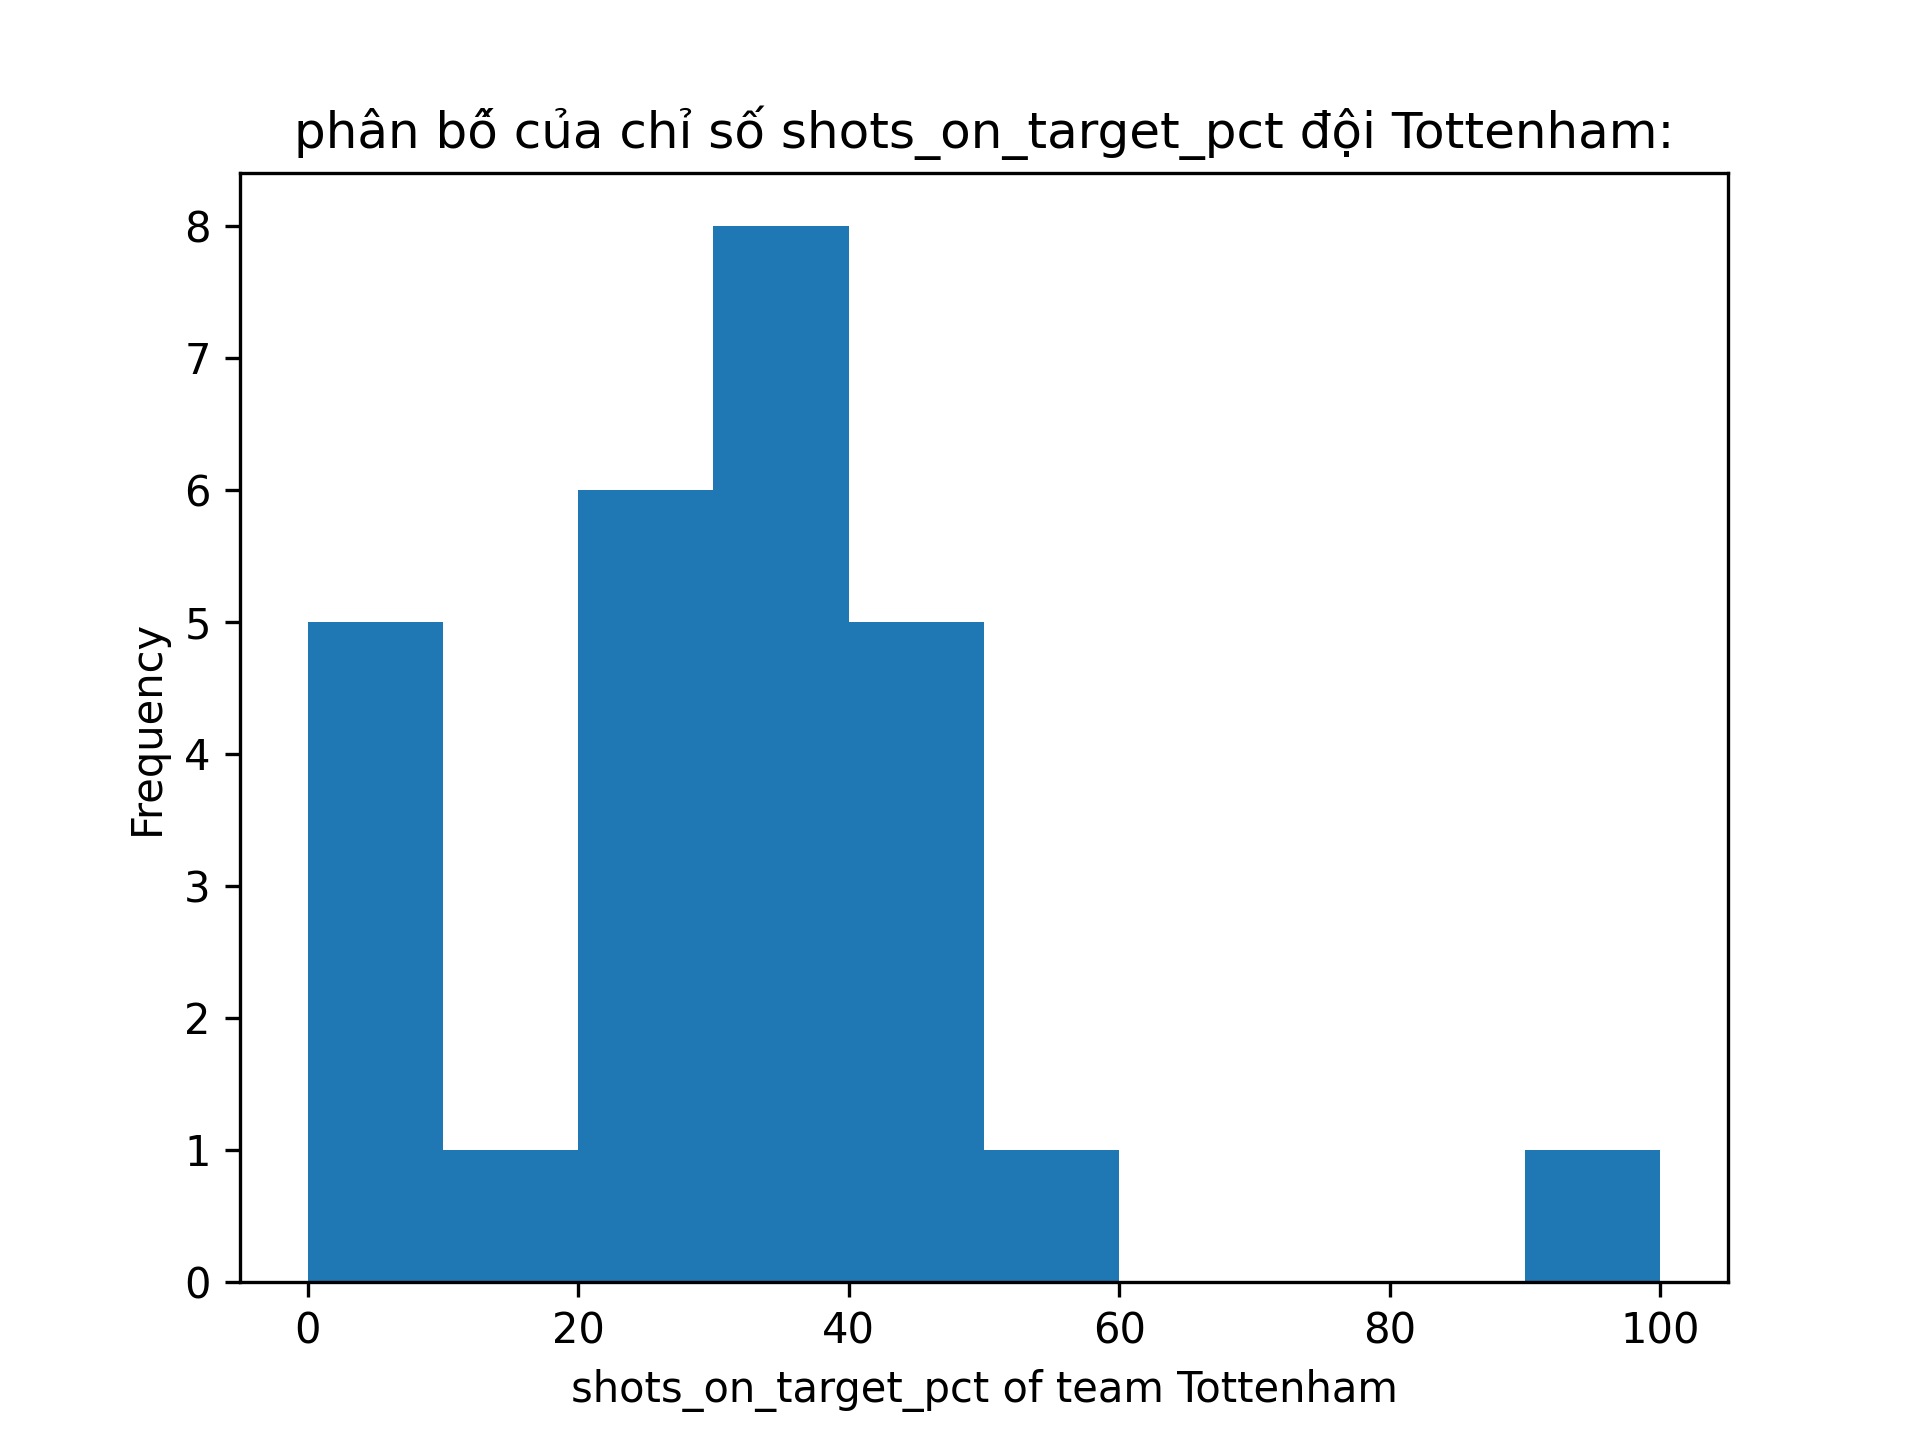 phân bố́ của chỉ số shots_on_target_pct đội Tottenham:
8
7
6
5
4
3
2
1
0
Frequency
0 20 40 60 80 100
shots_on_target_pct of team Tottenham